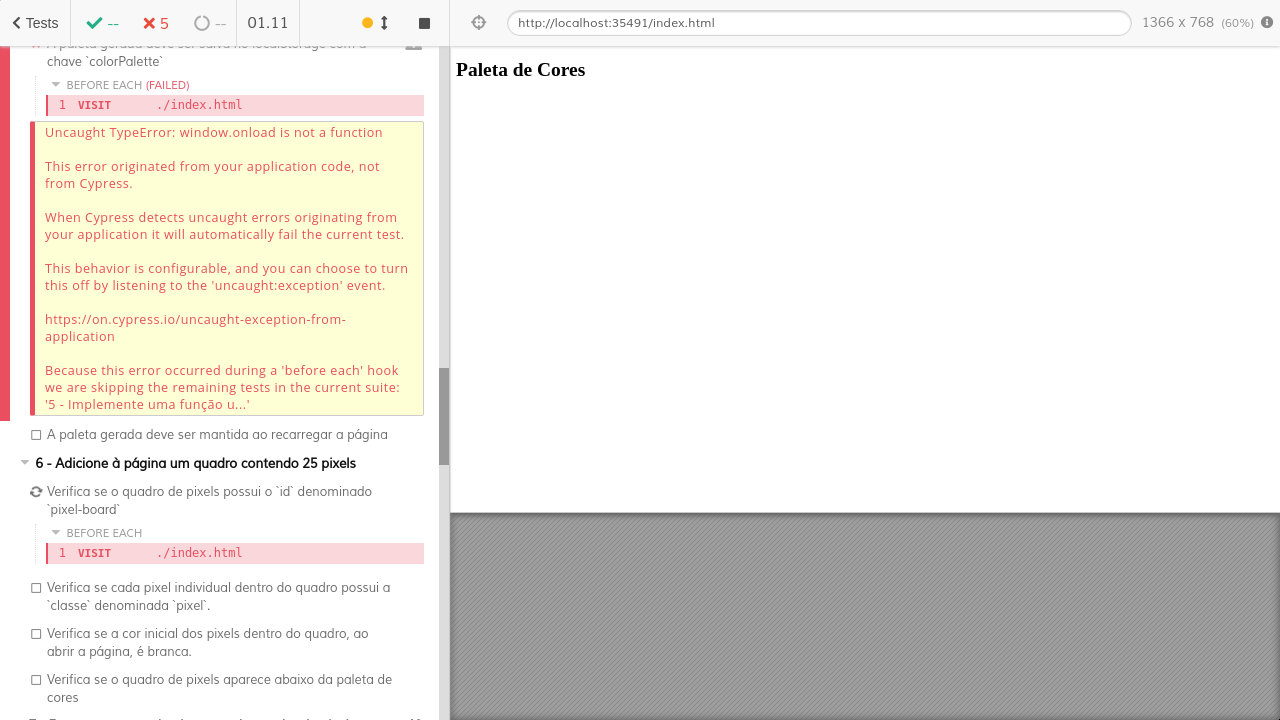 Tests
--
5
--
01.11
http://localhost:35491/index.html
1366 x 768 (60%)
A paleta gerada deve ser salva no localStorage com a
chave `colorPalette`
BEFORE EACH (FAILED)
1 VISIT ./index.html
Uncaught TypeError: window.onload is not a function
This error originated from your application code, not
from Cypress.
When Cypress detects uncaught errors originating from
your application it will automatically fail the current test.
This behavior is configurable, and you can choose to turn
this off by listening to the 'uncaught:exception' event.
https://on.cypress.io/uncaught-exception-from-
application
Because this error occurred during a 'before each' hook
we are skipping the remaining tests in the current suite:
'5 - Implemente uma função u...'
A paleta gerada deve ser mantida ao recarregar a página
6 - Adicione à página um quadro contendo 25 pixels
Verifica se o quadro de pixels possui o `id` denominado
`pixel-board`
BEFORE EACH
1 VISIT ./index.html
Verifica se cada pixel individual dentro do quadro possui a
`classe` denominada `pixel`.
Verifica se a cor inicial dos pixels dentro do quadro, ao
abrir a página, é branca.
Verifica se o quadro de pixels aparece abaixo da paleta de
cores
Paleta de Cores